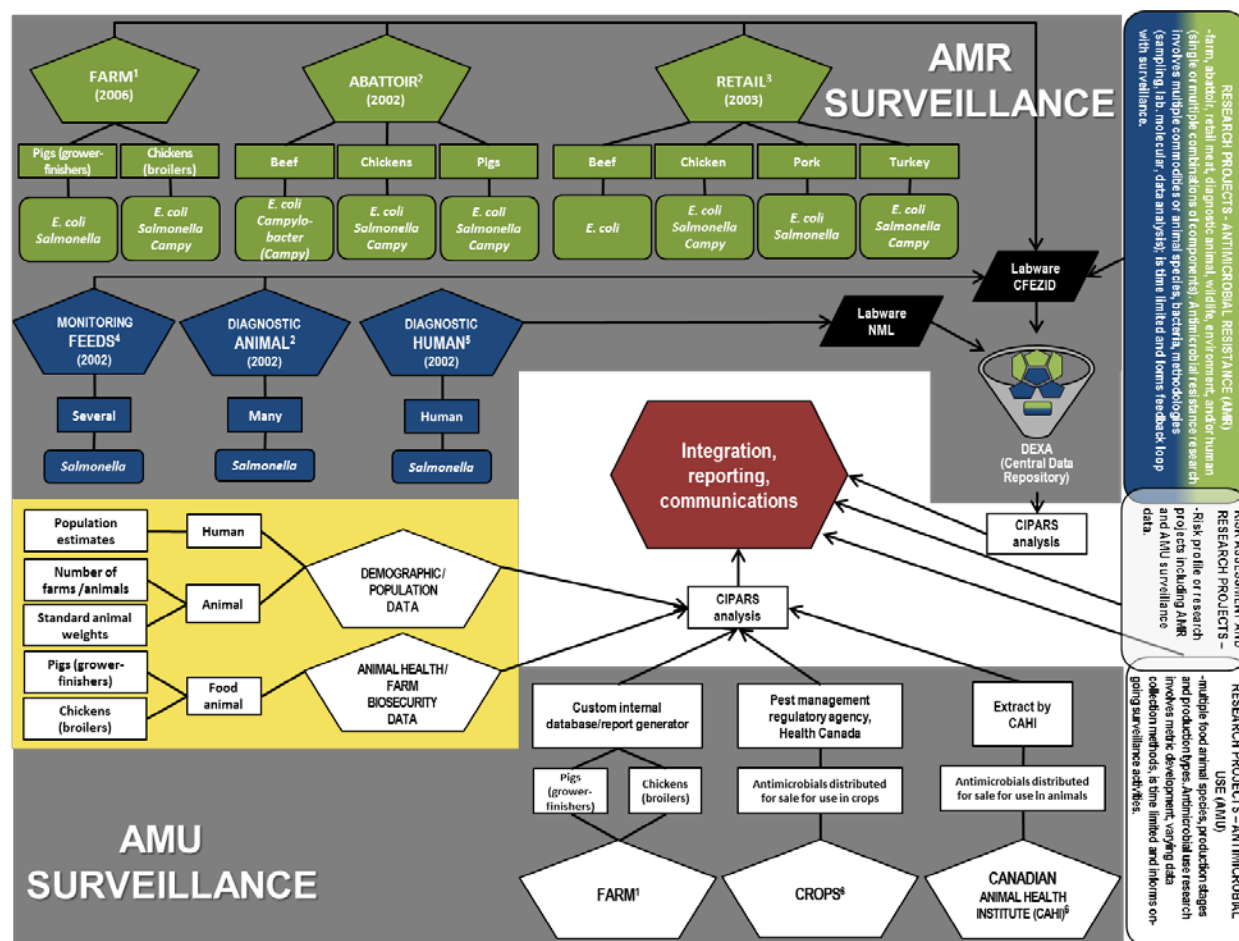 AMR
SURVEILLANCE
FARM¹
(2006)
ABATTOIR²
(2002)
RETAIL³
(2003)
Pigs (grower-
finishers)
Chickens
(broilers)
Beef
Chickens
Pigs
Beef
Chicken
Pork
Turkey
E. coli
Salmonella
E. coli
Salmonella
Campy
E. coli
Campylo-
bacter
(Campy)
E. coli
Salmonella
Campy
E. coli
Salmonella
Campy
E. coli
E. coli
Salmonella
Campy
E. coli
Salmonella
E. coli
Salmonella
Campy
Labware
CFEZID
MONITORING
FEEDS⁴
(2002)
DIAGNOSTIC
ANIMAL²
(2002)
DIAGNOSTIC
HUMAN⁵
(2002)
Labware
NML
Several
Many
Human
Salmonella
Salmonella
Salmonella
DEXA
(Central Data
Repository)
CIPARS
analysis
Integration,
reporting,
communications
Population
estimates
Human
Number of
farms /animals
Animal
Standard animal
weights
DEMOGRAPHIC/
POPULATION
DATA
Pigs (grower-
finishers)
Chickens
(broilers)
Food
animal
ANIMAL HEALTH/
FARM
BIOSECURITY
DATA
CIPARS
analysis
Custom internal
database/report generator
Pest management
regulatory agency,
Health Canada
Extract by
CAHI
Pigs
(grower-
finishers)
Chickens
(broilers)
Antimicrobials distributed
for sale for use in crops
Antimicrobials distributed
for sale for use in animals
FARM¹
CROPS⁶
CANADIAN
ANIMAL HEALTH
INSTITUTE (CAHI)⁶
AMU
SURVEILLANCE
RESEARCH PROJECTS - ANTIMICROBIAL RESISTANCE (AMR)
-farm, abattoir, retail meat, diagnostic animal, wildlife, environment, and/or human
(single or multiple combinations of components). Antimicrobial resistance research
involves multiple commodities or animal species, bacteria, methodologies
(sampling, lab. molecular, data analysis); is time limited and forms feedback loop
with surveillance.
RISK ASSESSMENT AND
RESEARCH PROJECTS –
-Risk profile or research
projects including AMR
and AMU surveillance
data.
RESEARCH PROJECTS – ANTIMICROBIAL
USE (AMU)
-multiple food animal species, production stages
and production types. Antimicrobial use research
involves metric development, varying data
collection methods, is time limited and informs on-
going surveillance activities.